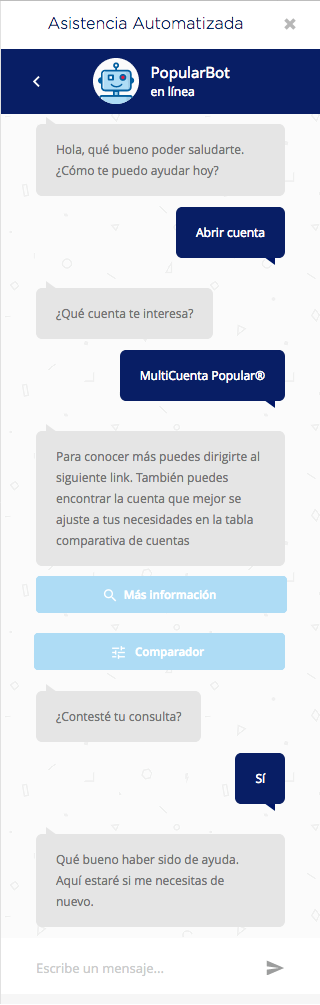 Asistencia Automatizada
PopularBot
en línea
Hola, qué bueno poder saludarte.
¿Cómo te puedo ayudar hoy?
Abrir cuenta
¿Qué cuenta te interesa?
MultiCuenta Popular®
Para conocer más puedes dirigirte al
siguiente link. También puedes
encontrar la cuenta que mejor se
ajuste a tus necesidades en la tabla
comparativa de cuentas
Más información
Comparador
¿Contesté tu consulta?
Sí
Qué bueno haber sido de ayuda.
Aquí estaré si me necesitas de
nuevo.
Escribe un mensaje...